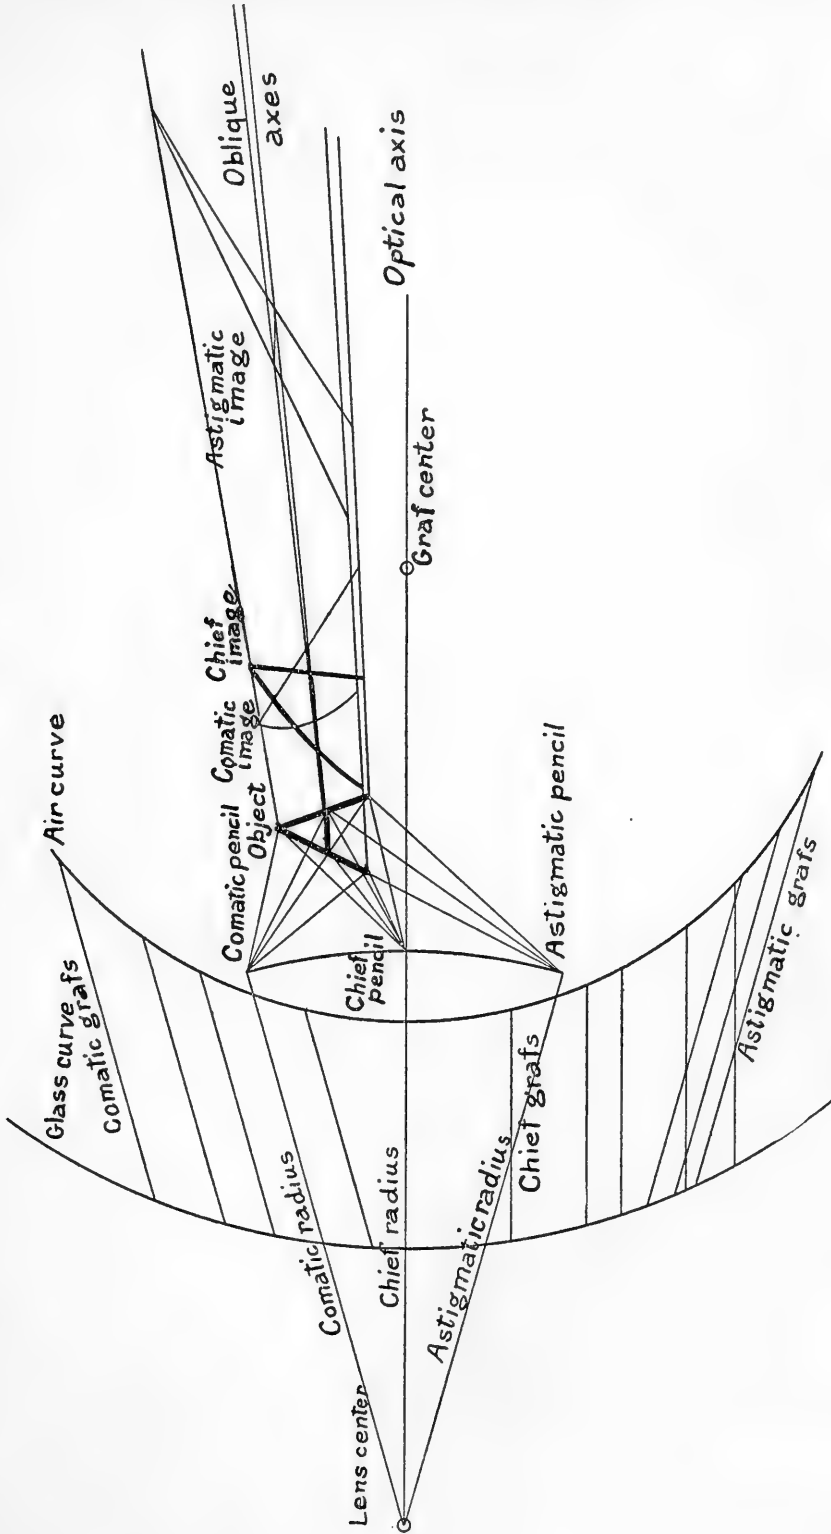 Oblique
axes
Optical axis
Astigmatic
image
Graf center
Chief
image
Comatic
image
Air curve
Comatic pencil
Object
Astigmatic pencil
Chief
pencil
Glass curve
Comatic grafs
Astigmatic grafs
Chief grafs
Comatic radius
Chief radius
Astigmatic radius
Lens center